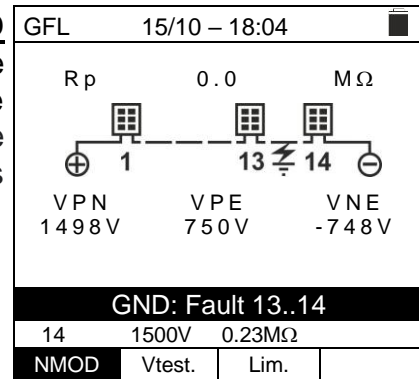 GFL 15/10 – 18:04
Rp 0.0 MΩ
1 13 14
VPN VPE VNE
1498V 750V -748V
GND: Fault 13..14
14 1500V 0.23MΩ
NMOD Vtest. Lim.